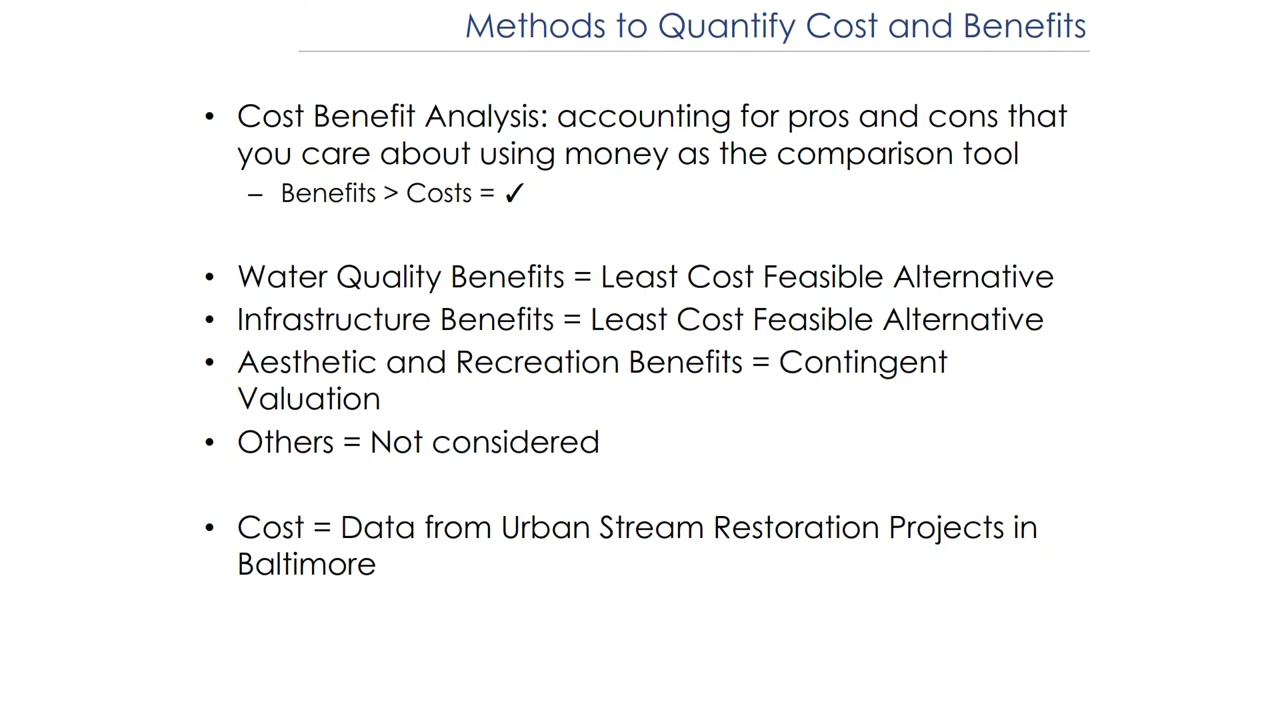 Methods to Quantify Cost and Benefits
• Cost Benefit Analysis: accounting for pros and cons that
you care about using money as the comparison tool
– Benefits > Costs = ✓
• Water Quality Benefits = Least Cost Feasible Alternative
• Infrastructure Benefits = Least Cost Feasible Alternative
• Aesthetic and Recreation Benefits = Contingent
Valuation
• Others = Not considered
• Cost = Data from Urban Stream Restoration Projects in
Baltimore